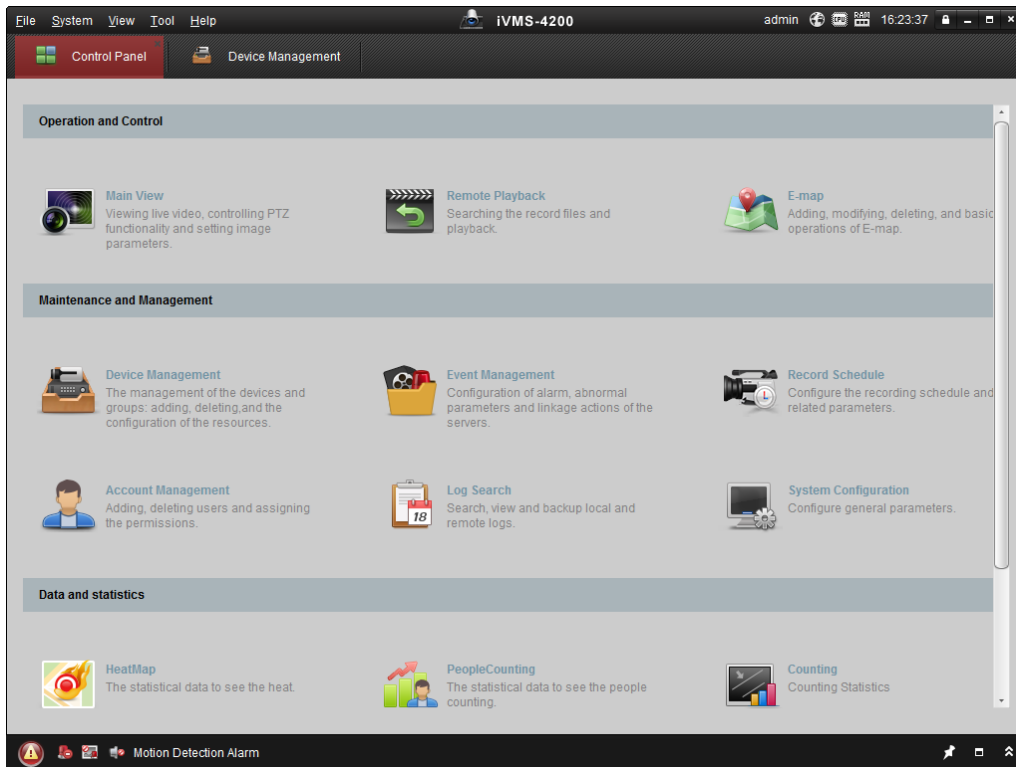 File System View Tool Help
iVMS-4200
admin CPU RAM 16:23:37
Control Panel
Device Management
Operation and Control
Main View
Viewing live video, controlling PTZ
functionality and setting image
parameters.
Remote Playback
Searching the record files and
playback.
E-map
Adding, modifying, deleting, and basic
operations of E-map.
Maintenance and Management
Device Management
The management of the devices and
groups: adding, deleting,and the
configuration of the resources.
Event Management
Configuration of alarm, abnormal
parameters and linkage actions of the
servers.
Record Schedule
Configure the recording schedule and
related parameters.
Account Management
Adding, deleting users and assigning
the permissions.
Log Search
Search, view and backup local and
remote logs.
18
System Configuration
Configure general parameters.
Data and statistics
HeatMap
The statistical data to see the heat.
PeopleCounting
The statistical data to see the people
counting.
Counting
Counting Statistics
Motion Detection Alarm